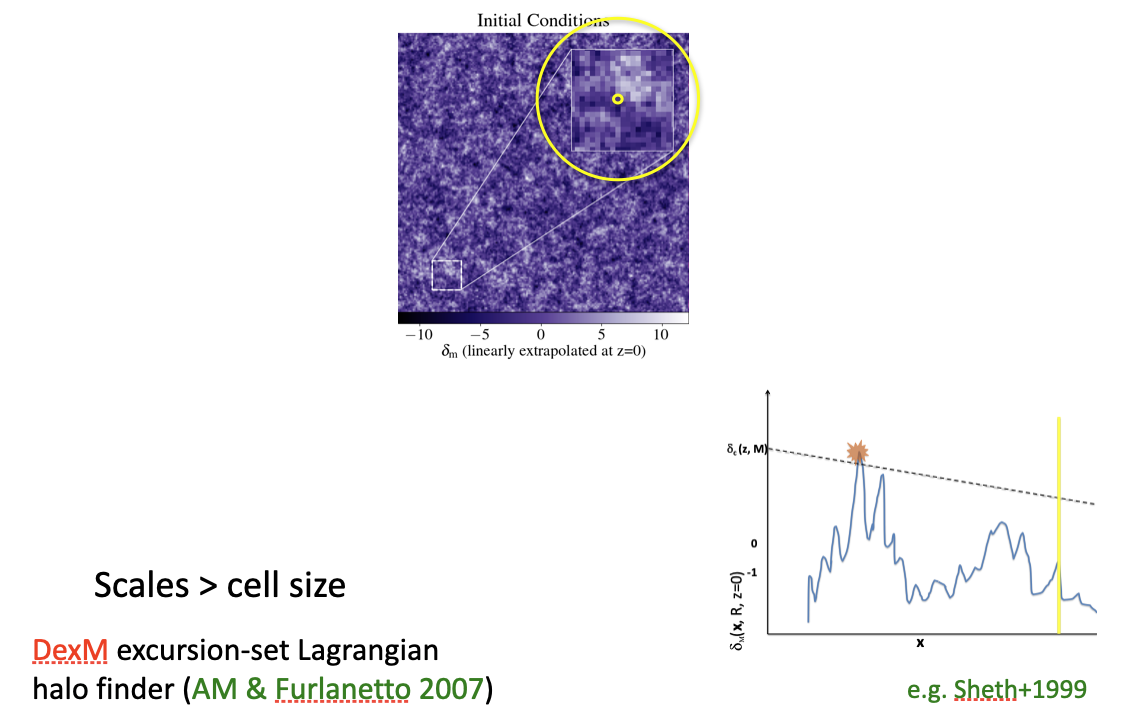 Initial Conditions
−10 −5 0 5 10
δm (linearly extrapolated at z=0)
δc (z, M)
0
-1
δM(x, R, z=0)
x
Scales > cell size
DexM excursion-set Lagrangian
halo finder (AM & Furlanetto 2007)
e.g. Sheth+1999